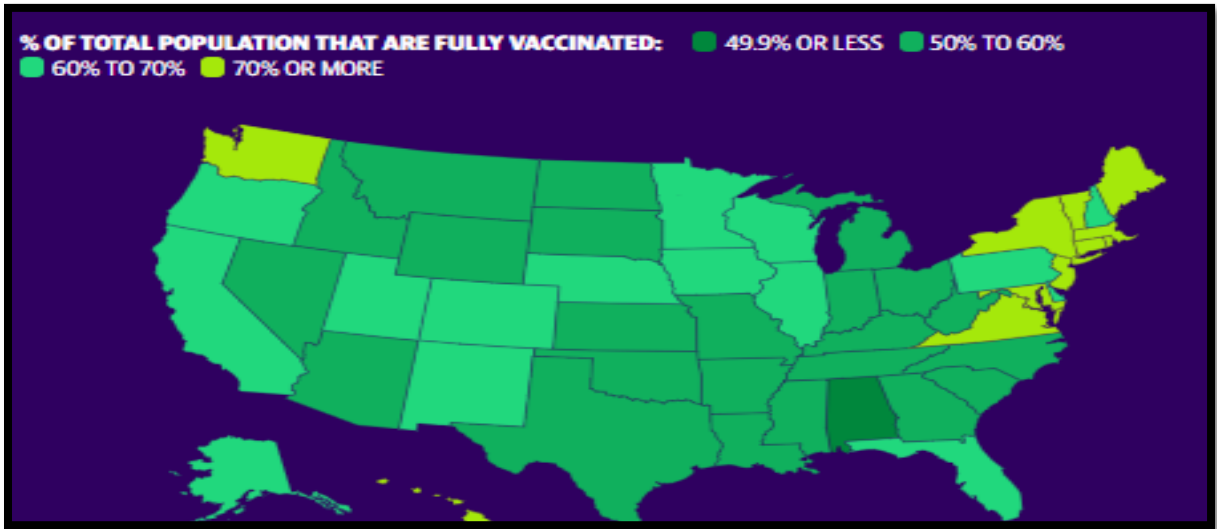 % OF TOTAL POPULATION THAT ARE FULLY VACCINATED: 49.9% OR LESS 50% TO 60%
60% TO 70% 70% OR MORE